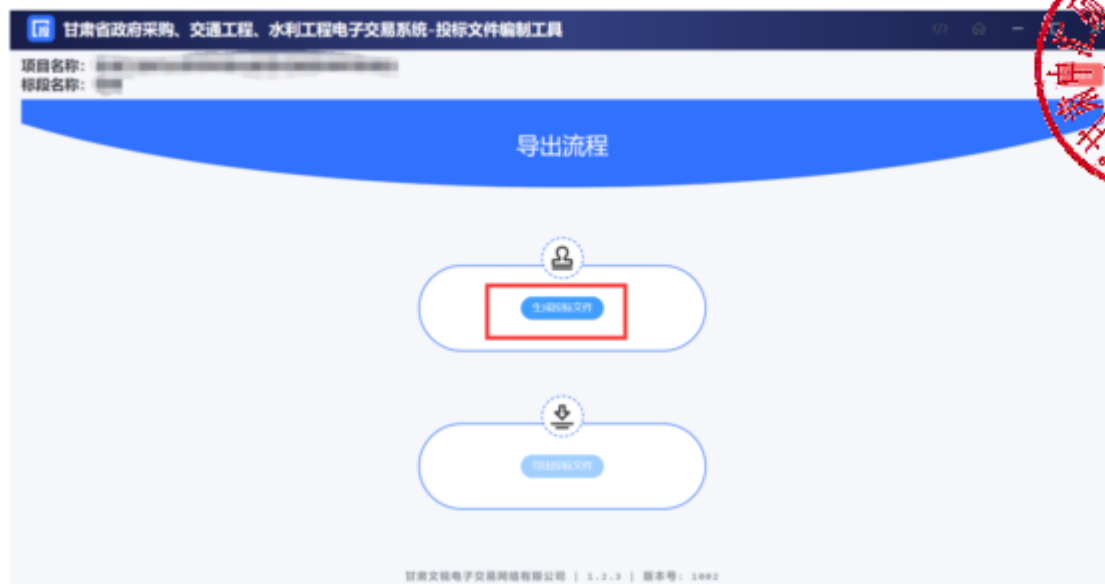 投
甘肃省政府采购、交通工程、水利工程电子交易系统-投标文件编制工具
项目名称：
标段名称：
导出流程
生成投标文件
导出投标文件
甘肃文锐电子交易网络有限公司 | 1.2.3 | 版本号: 1002